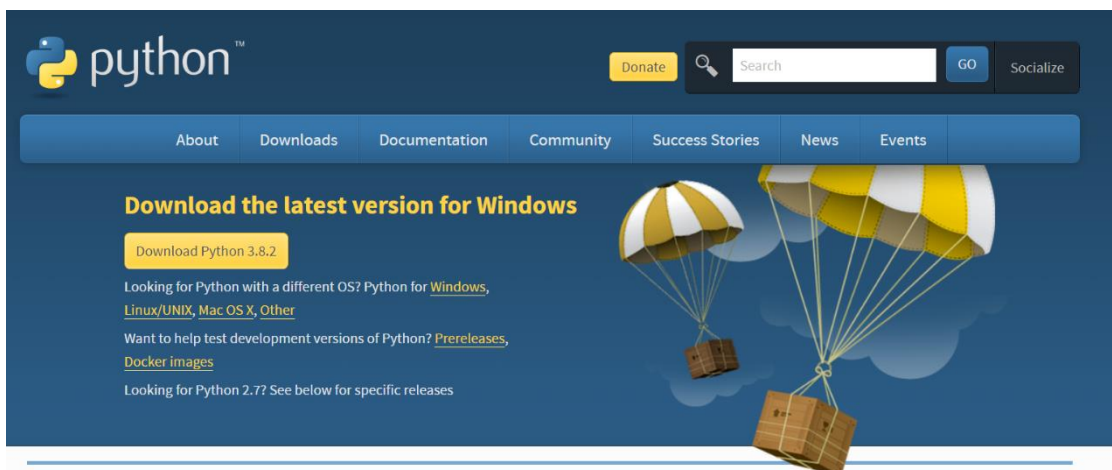 python™
Donate
Search
GO
Socialize
About
Downloads
Documentation
Community
Success Stories
News
Events
Download the latest version for Windows
Download Python 3.8.2
Looking for Python with a different OS? Python for Windows,
Linux/UNIX, Mac OS X, Other
Want to help test development versions of Python? Prereleases,
Docker images
Looking for Python 2.7? See below for specific releases